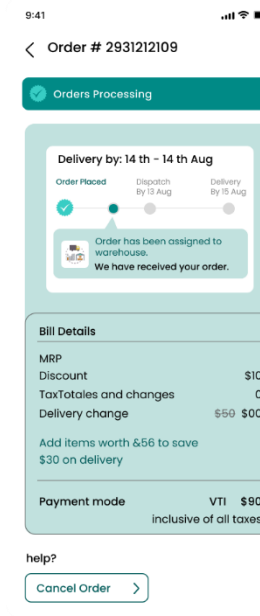 9:41
Order # 2931212109
Orders Processing
Delivery by: 14 th - 14 th Aug
Order Placed Dispatch Delivery
By 13 Aug By 15 Aug
Order has been assigned to
warehouse.
We have received your order.
Bill Details
MRP
Discount $10
TaxTotales and changes 0
Delivery change $50 $00
Add items worth &56 to save
$30 on delivery
Payment mode VTI $90
inclusive of all taxes
help?
Cancel Order